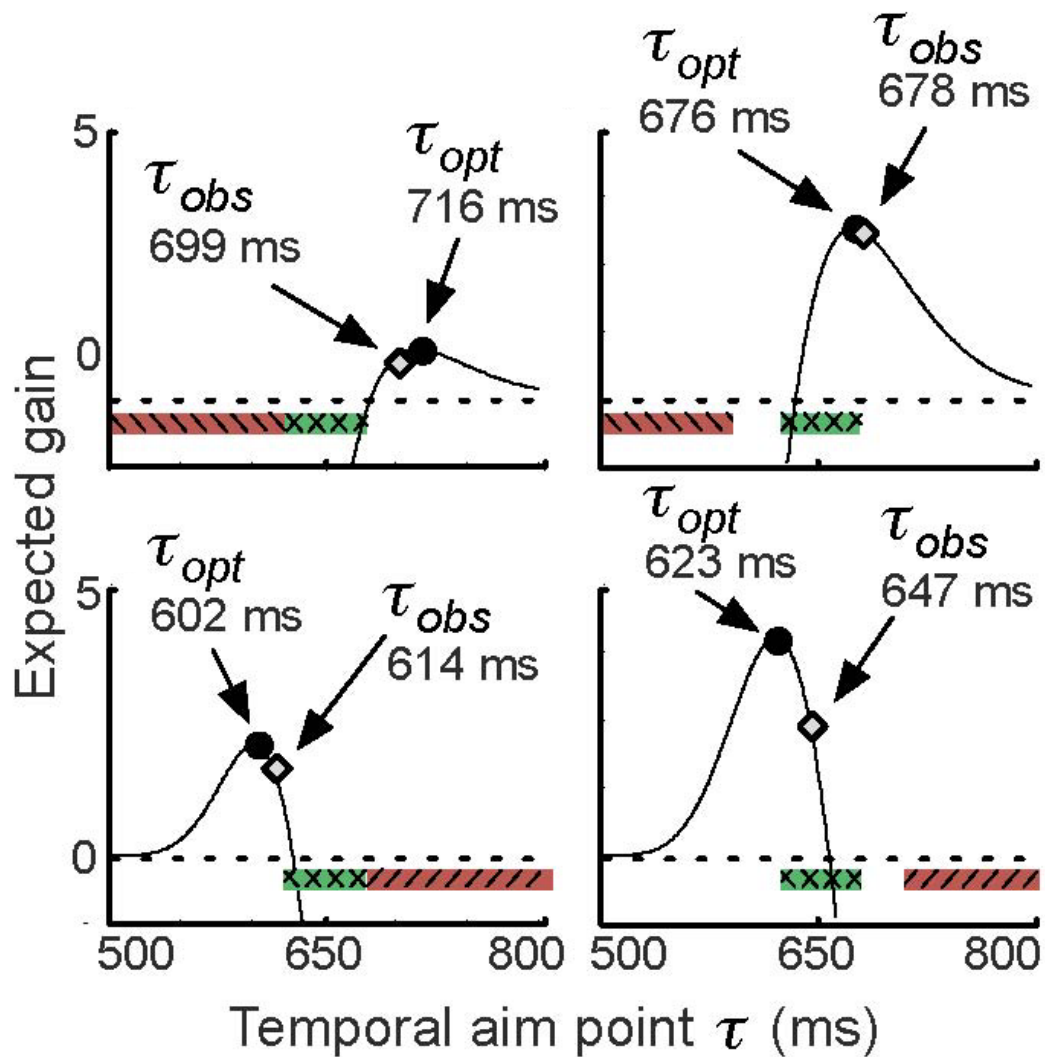 τopt
676 ms
τobs
678 ms
5
τobs
699 ms
τopt
716 ms
0
Expected gain
τopt
602 ms
τobs
614 ms
τopt
623 ms
τobs
647 ms
5
0
500 650 800 500 650 800
Temporal aim point τ (ms)